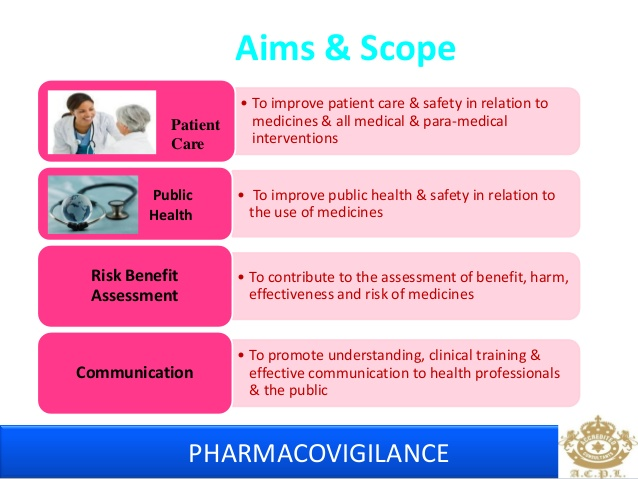 Aims & Scope
Patient
Care
• To improve patient care & safety in relation to
medicines & all medical & para-medical
interventions
Public
Health
• To improve public health & safety in relation to
the use of medicines
Risk Benefit
Assessment
• To contribute to the assessment of benefit, harm,
effectiveness and risk of medicines
Communication
• To promote understanding, clinical training &
effective communication to health professionals
& the public
PHARMACOVIGILANCE
A.C.P.L.